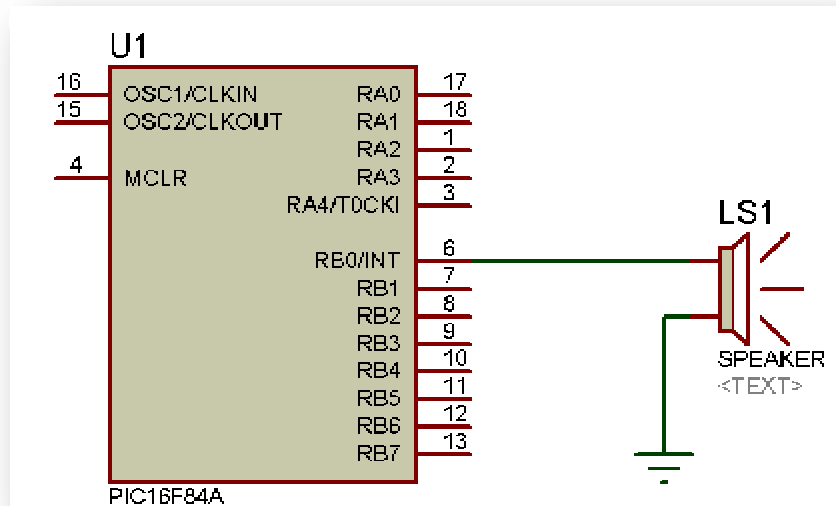 U1
16 OSC1/CLKIN RA0 17
15 OSC2/CLKOUT RA1 18
RA2 1
4 MCLR RA3 2
RA4/T0CKI 3
LS1
RB0/INT 6
RB1 7
RB2 8
RB3 9
RB4 10
RB5 11
RB6 12
RB7 13
SPEAKER
<TEXT>
PIC16F84A